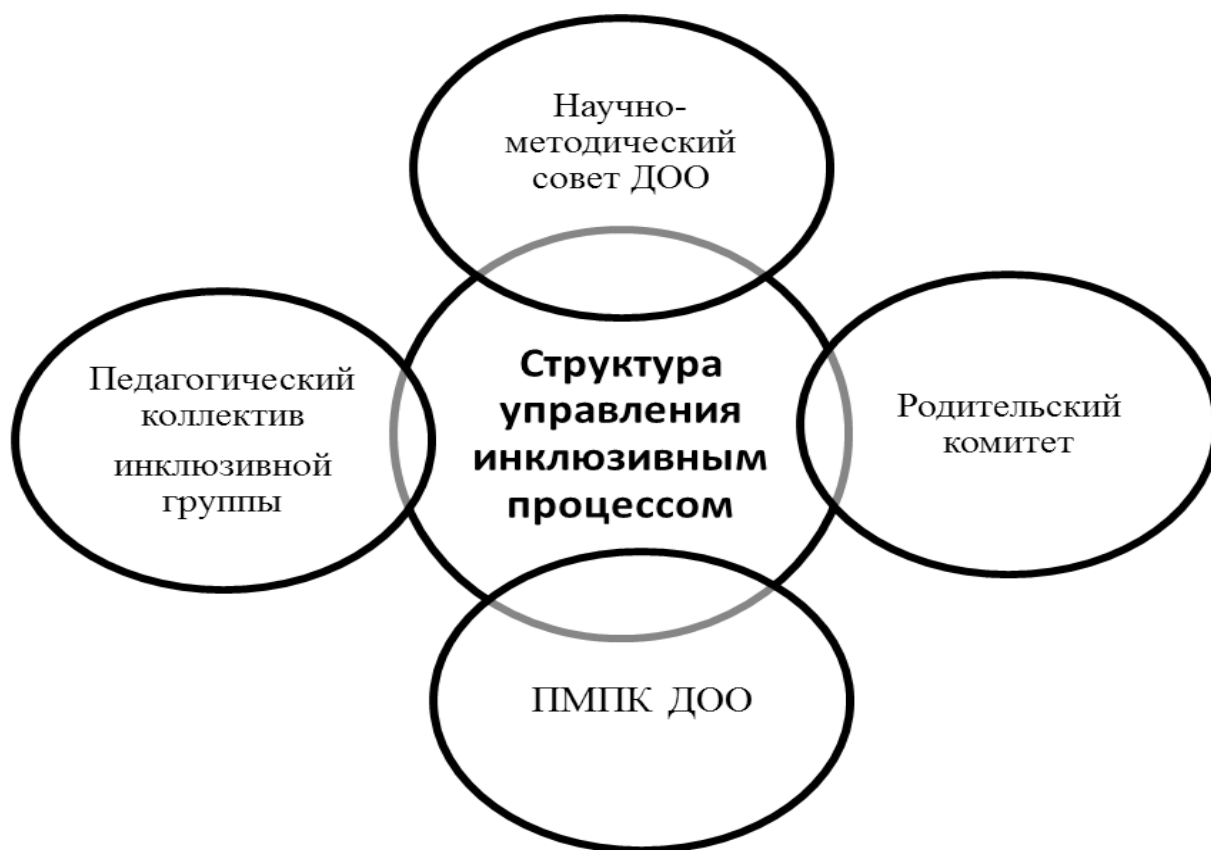 Научно-
методический
совет ДОО
Педагогический
коллектив
инклюзивной
группы
Структура
управления
инклюзивным
процессом
Родительский
комитет
ПМПК ДОО